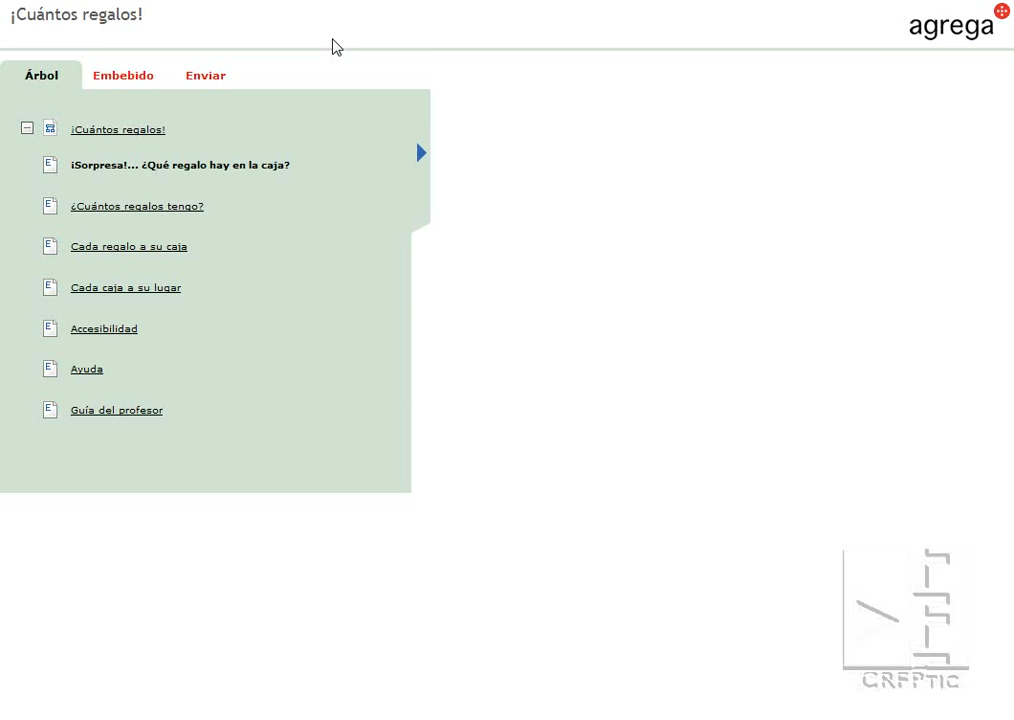 ¡Cuántos regalos!
agrega
Árbol Embebido Enviar
¡Cuántos regalos!
¡Sorpresa!... ¿Qué regalo hay en la caja?
¿Cuántos regalos tengo?
Cada regalo a su caja
Cada caja a su lugar
Accesibilidad
Ayuda
Guía del profesor